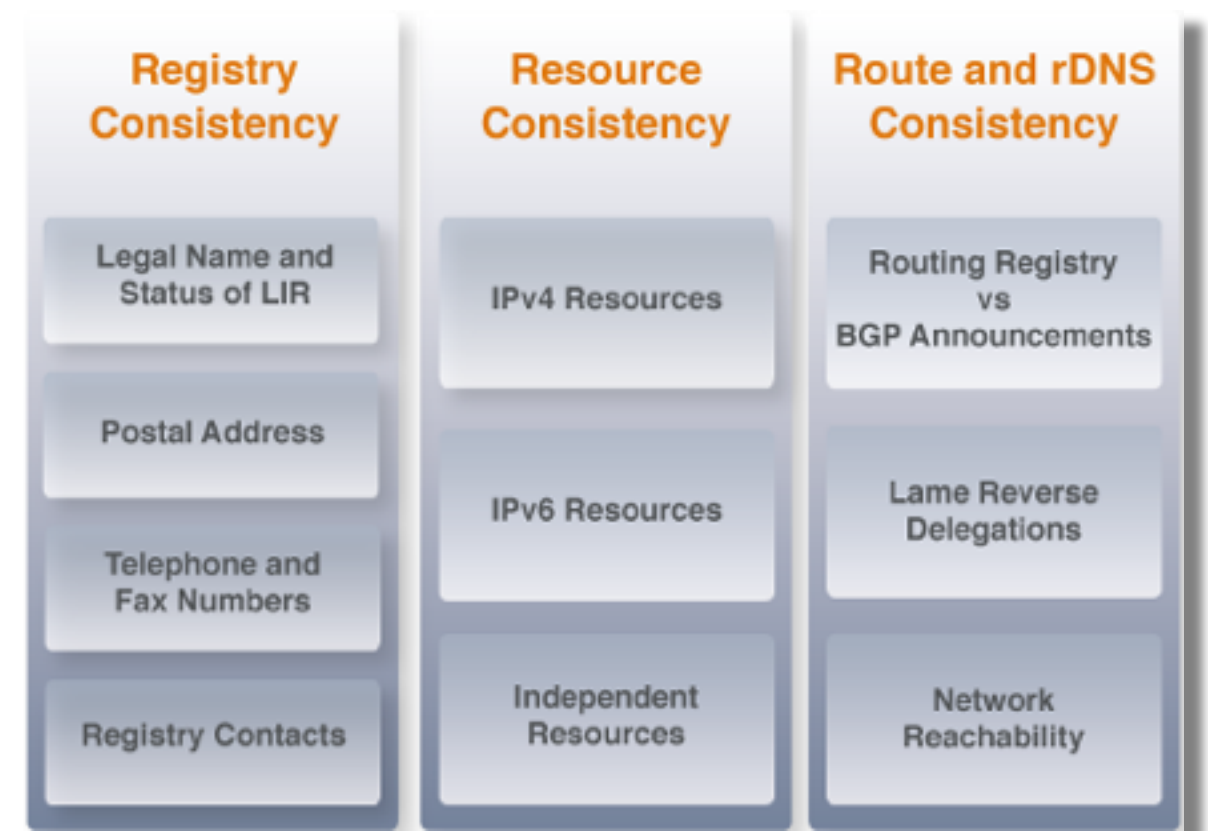 Registry
Consistency
Legal Name and
Status of LIR
Postal Address
Telephone and
Fax Numbers
Registry Contacts
Resource
Consistency
IPv4 Resources
IPv6 Resources
Independent
Resources
Route and rDNS
Consistency
Routing Registry
vs
BGP Announcements
Lame Reverse
Delegations
Network
Reachability